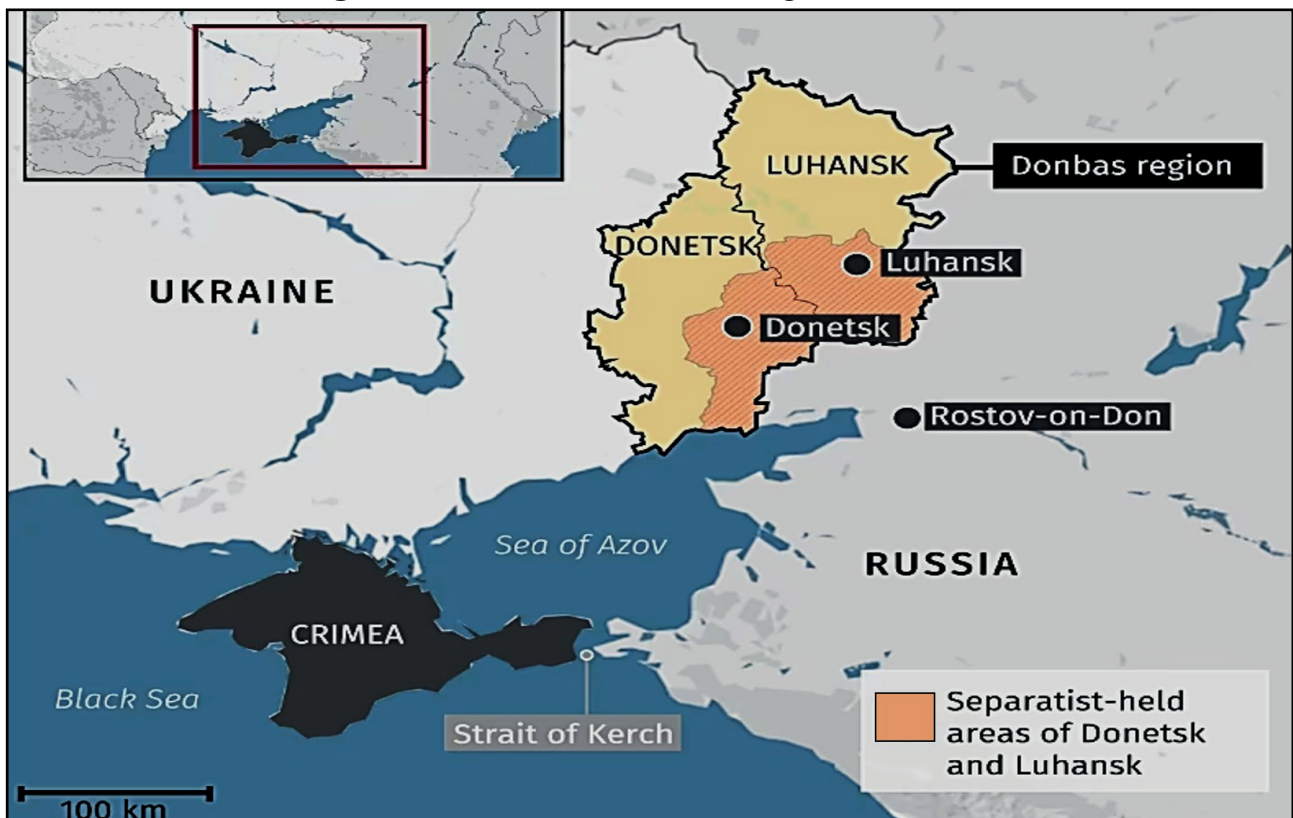 LUHANSK
Donbas region
DONETSK
Luhansk
UKRAINE
Donetsk
Rostov-on-Don
Sea of Azov
RUSSIA
CRIMEA
Black Sea
Strait of Kerch
Separatist-held
areas of Donetsk
and Luhansk
100 km